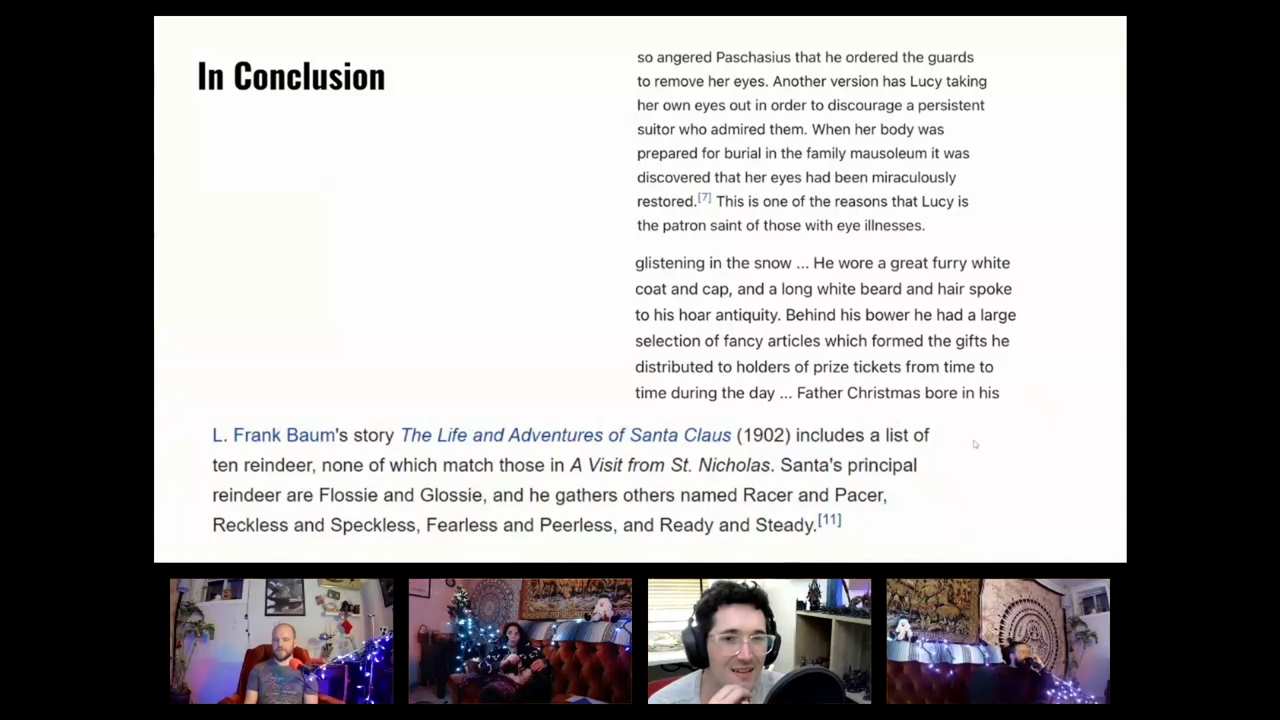 In Conclusion
so angered Paschasius that he ordered the guards
to remove her eyes. Another version has Lucy taking
her own eyes out in order to discourage a persistent
suitor who admired them. When her body was
prepared for burial in the family mausoleum it was
discovered that her eyes had been miraculously
restored.[7] This is one of the reasons that Lucy is
the patron saint of those with eye illnesses.
glistening in the snow ... He wore a great furry white
coat and cap, and a long white beard and hair spoke
to his hoar antiquity. Behind his bower he had a large
selection of fancy articles which formed the gifts he
distributed to holders of prize tickets from time to
time during the day ... Father Christmas bore in his
L. Frank Baum's story The Life and Adventures of Santa Claus (1902) includes a list of
ten reindeer, none of which match those in A Visit from St. Nicholas. Santa's principal
reindeer are Flossie and Glossie, and he gathers others named Racer and Pacer,
Reckless and Speckless, Fearless and Peerless, and Ready and Steady.[11]